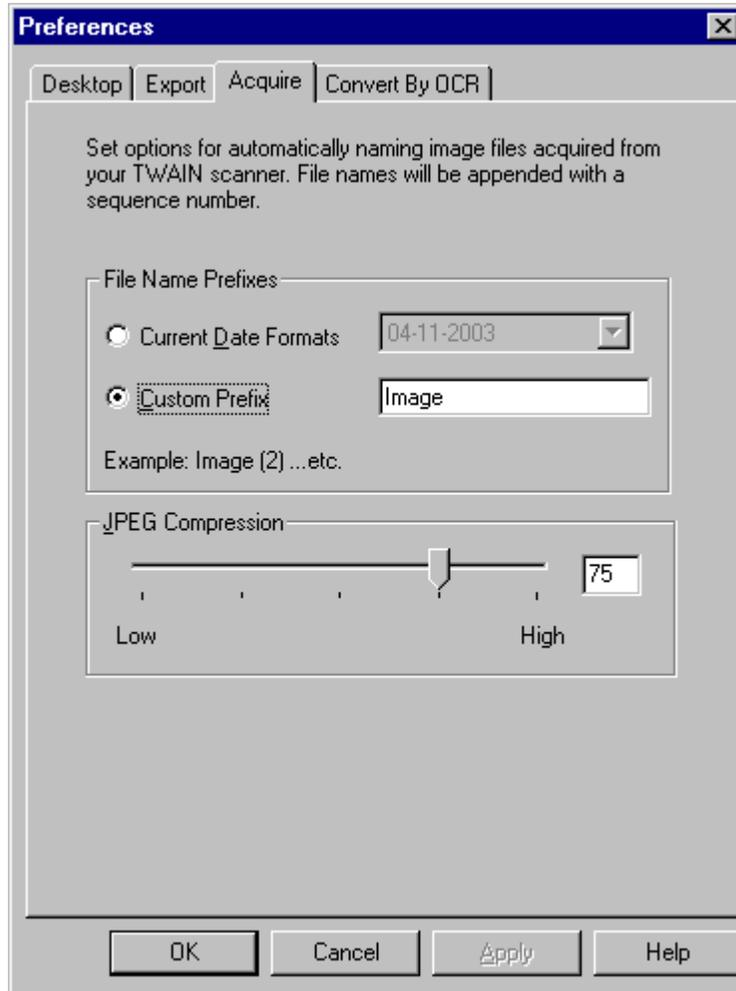 Preferences
Desktop Export Acquire Convert By OCR
Set options for automatically naming image files acquired from
your TWAIN scanner. File names will be appended with a
sequence number.
File Name Prefixes
Current Date Formats 04-11-2003
Custom Prefix Image
Example: Image (2) ...etc.
JPEG Compression
75
Low High
OK Cancel Apply Help